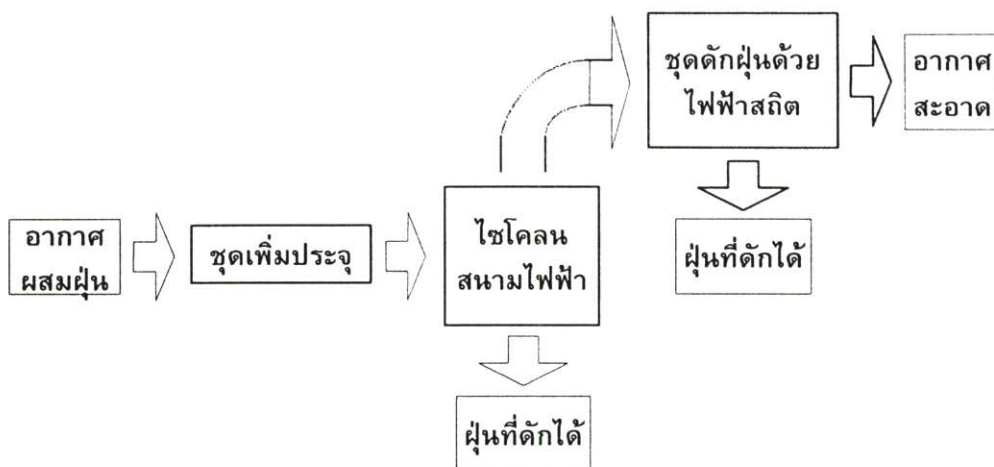 อากาศ
ผสมฝุ่น
ชุดเพิ่มประจุ
ไซโคลน
สนามไฟฟ้า
ฝุ่นที่ดักได้
ชุดดักฝุ่นด้วย
ไฟฟ้าสถิต
ฝุ่นที่ดักได้
อากาศ
สะอาด